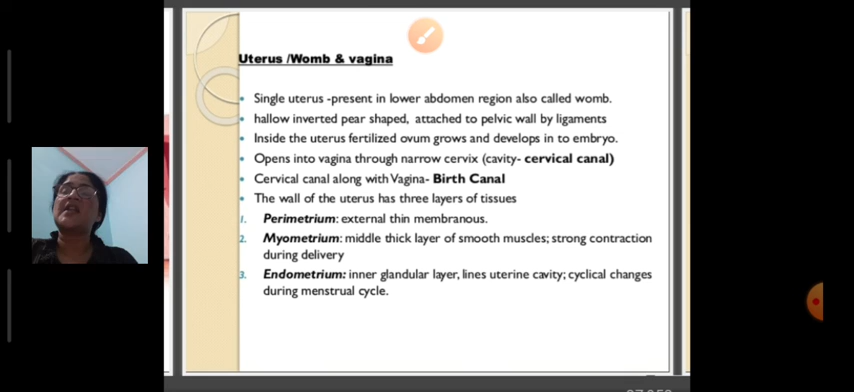 Uterus /Womb & vagina
Single uterus -present in lower abdomen region also called womb.
hallow inverted pear shaped, attached to pelvic wall by ligaments
Inside the uterus fertilized ovum grows and develops in to embryo.
Opens into vagina through narrow cervix (cavity- cervical canal)
Cervical canal along with Vagina- Birth Canal
The wall of the uterus has three layers of tissues
1. Perimetrium: external thin membranous.
2. Myometrium: middle thick layer of smooth muscles; strong contraction
during delivery
3. Endometrium: inner glandular layer, lines uterine cavity; cyclical changes
during menstrual cycle.